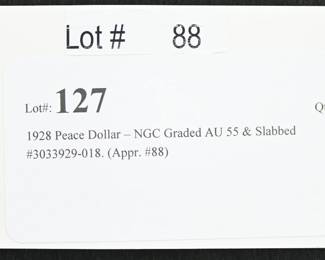 Lot # 88
Lot#: 127
1928 Peace Dollar – NGC Graded AU 55 & Slabbed
#3033929-018. (Appr. #88)